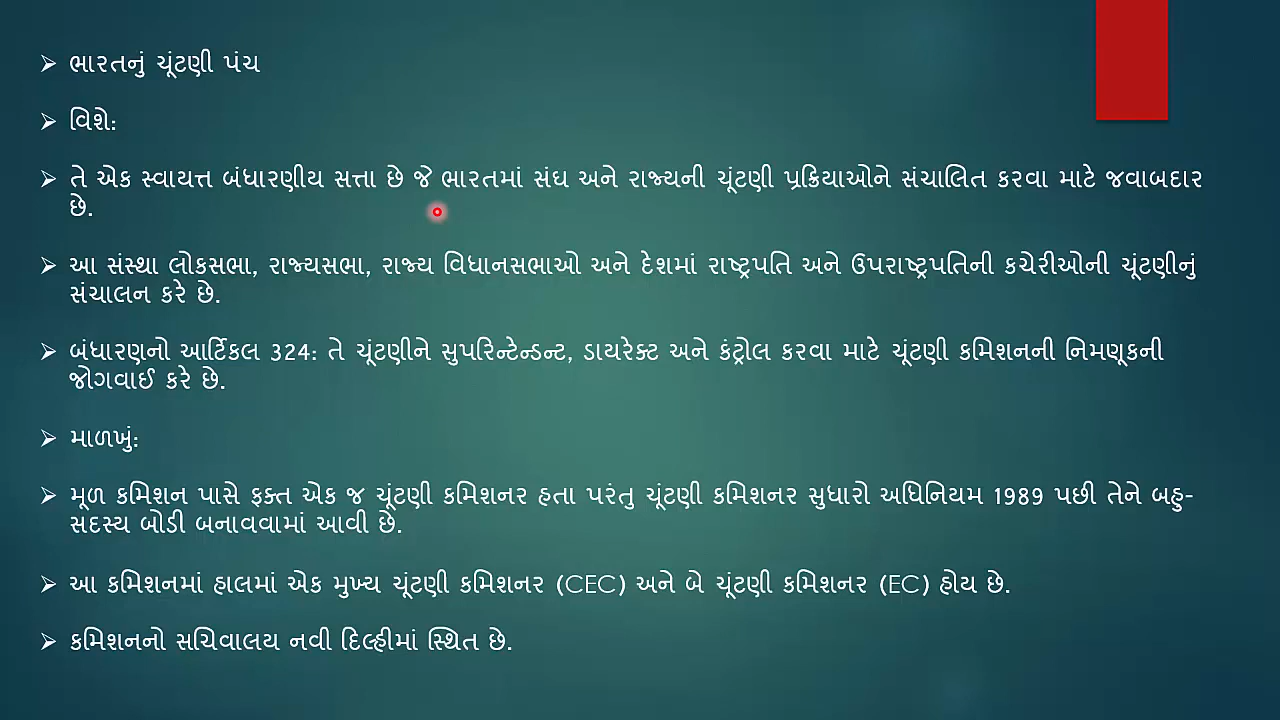 ભારતનું ચૂંટણી પંચ
વિશે:
તે એક સ્વાયત્ત બંધારણીય સત્તા છે જે ભારતમાં સંઘ અને રાજ્યની ચૂંટણી પ્રક્રિયાઓને સંચાલિત કરવા માટે જવાબદાર
છે.
આ સંસ્થા લોકસભા, રાજ્યસભા, રાજ્ય વિધાનસભાઓ અને દેશમાં રાષ્ટ્રપતિ અને ઉપરાષ્ટ્રપતિની કચેરીઓની ચૂંટણીનું
સંચાલન કરે છે.
બંધારણનો આર્ટિકલ 324: તે ચૂંટણીને સુપરિન્ટેન્ડન્ટ, ડાયરેક્ટ અને કંટ્રોલ કરવા માટે ચૂંટણી કમિશનની નિમણૂકની
જોગવાઈ કરે છે.
માળખું:
મૂળ કમિશન પાસે ફક્ત એક જ ચૂંટણી કમિશનર હતા પરંતુ ચૂંટણી કમિશનર સુધારો અધિનિયમ 1989 પછી તેને બહુ-
સદસ્ય બોડી બનાવવામાં આવી છે.
આ કમિશનમાં હાલમાં એક મુખ્ય ચૂંટણી કમિશનર (CEC) અને બે ચૂંટણી કમિશનર (EC) હોય છે.
કમિશનનો સચિવાલય નવી દિલ્હીમાં સ્થિત છે.